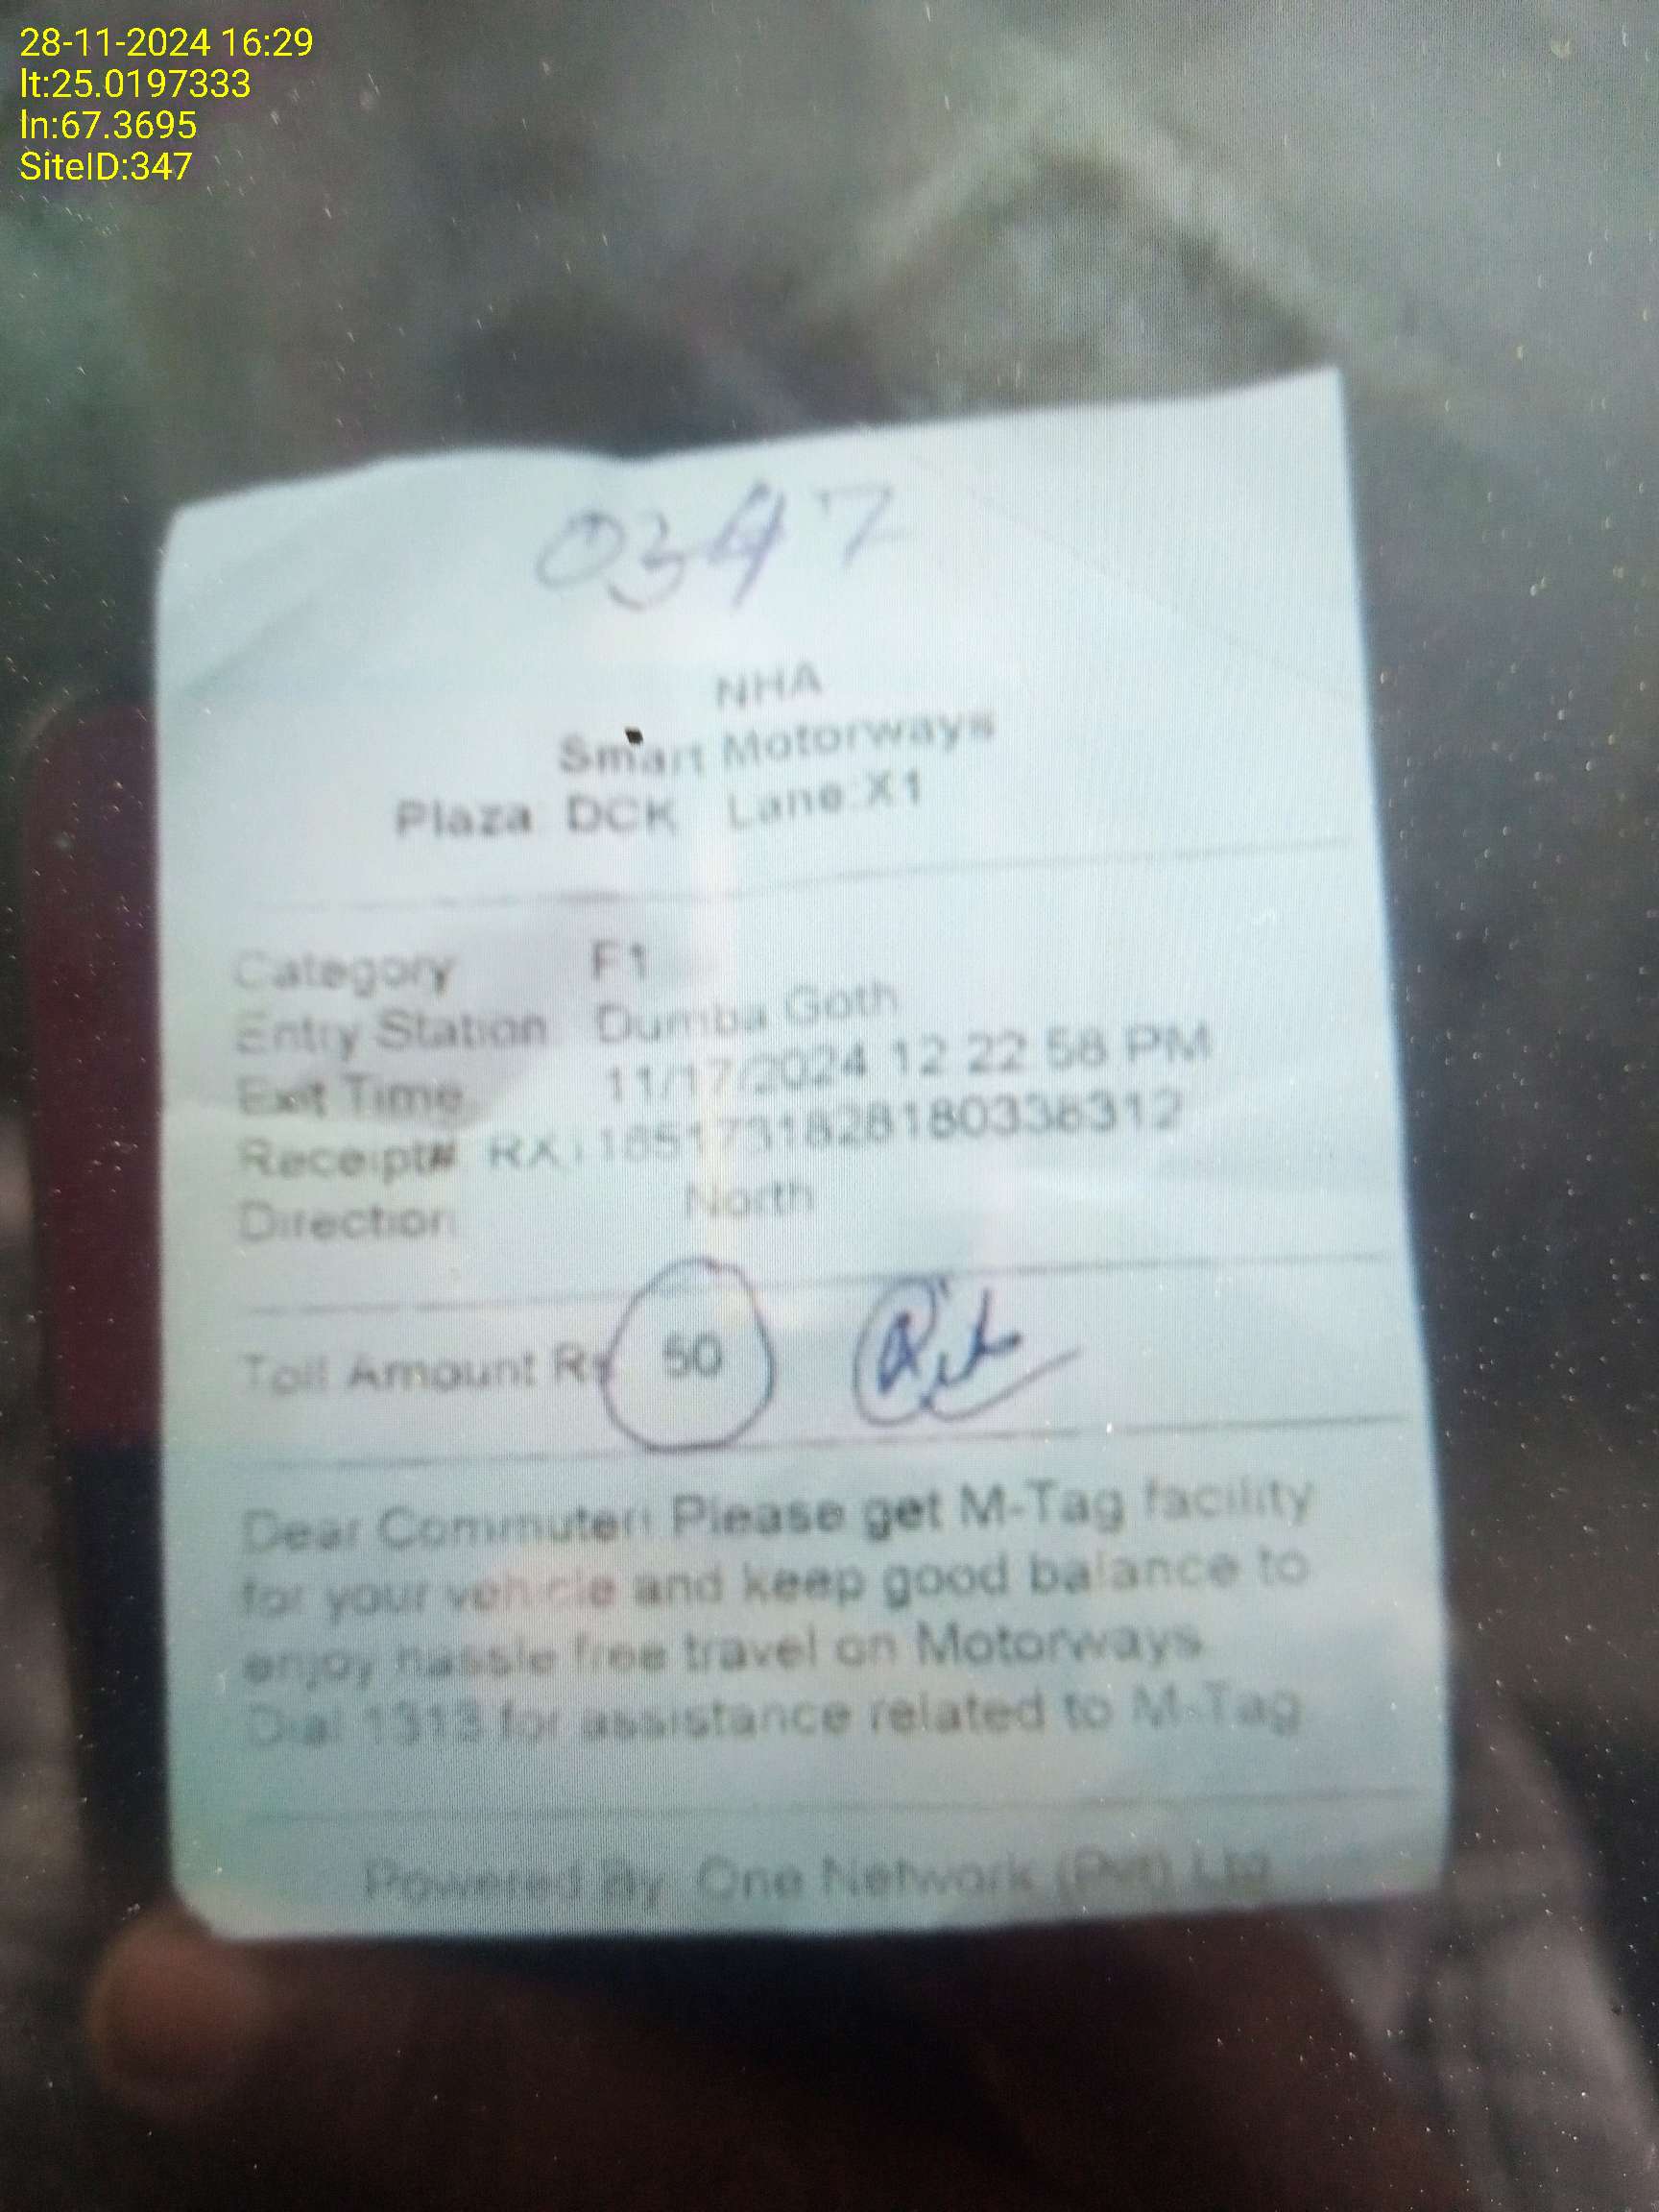 28-11-2024 16:29
lt:25.0197333
ln:67.3695
SiteID:347
0347
NHA
Smart Motorways
Plaza: DCK Lane:X1
Category F1
Entry Station Dumba Goth
Exit Time 11/17/2024 12 22 58 PM
Receipt#
Direction North
Toll Amount Rs 50
Dear Commuter! Please get M-Tag facility
for your vehicle and keep good balance to
enjoy hassle free travel on Motorways
Dial 1313 for assistance related to M-Tag
Powered By One Network (Pvt) Ltd